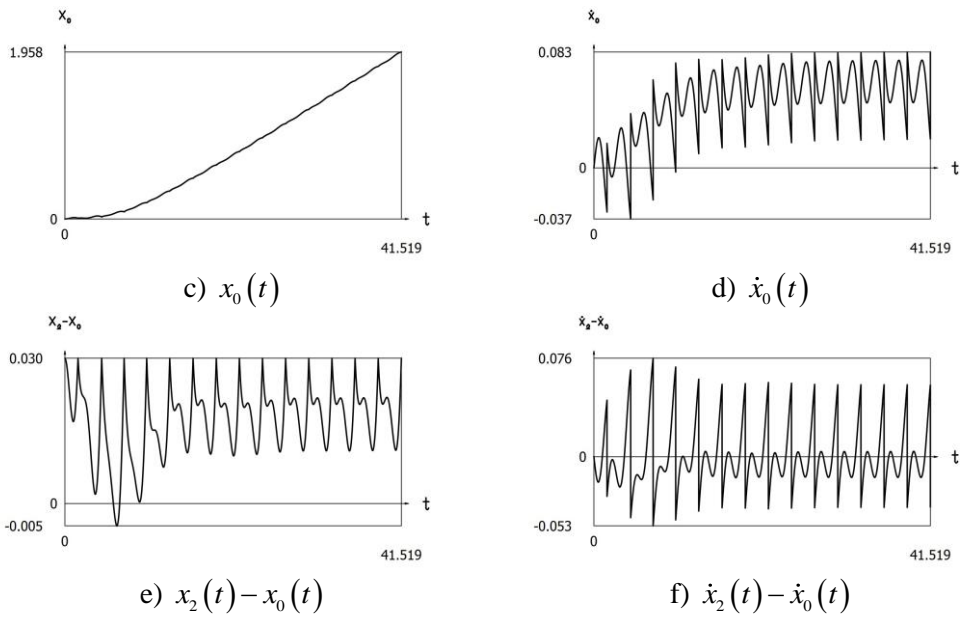 x₀
1.958
0
t
0
41.519
c) x₀(t)
ẋ₀
0.083
0
-0.037
t
0
41.519
d) ẋ₀(t)
x₂-x₀
0.030
0
-0.005
t
0
41.519
e) x₂(t)−x₀(t)
ẋ₂-ẋ₀
0.076
0
-0.053
t
0
41.519
f) ẋ₂(t)−ẋ₀(t)